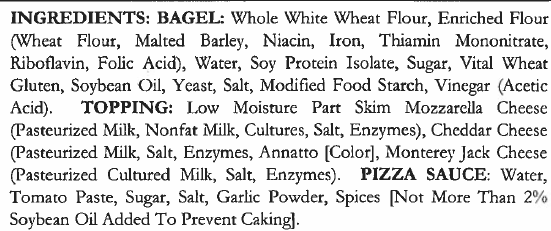 INGREDIENTS: BAGEL: Whole White Wheat Flour, Enriched Flour
(Wheat Flour, Malted Barley, Niacin, Iron, Thiamin Mononitrate,
Riboflavin, Folic Acid), Water, Soy Protein Isolate, Sugar, Vital Wheat
Gluten, Soybean Oil, Yeast, Salt, Modified Food Starch, Vinegar (Acetic
Acid). TOPPING: Low Moisture Part Skim Mozzarella Cheese
(Pasteurized Milk, Nonfat Milk, Cultures, Salt, Enzymes), Cheddar Cheese
(Pasteurized Milk, Salt, Enzymes, Annatto [Color], Monterey Jack Cheese
(Pasteurized Cultured Milk, Salt, Enzymes). PIZZA SAUCE: Water,
Tomato Paste, Sugar, Salt, Garlic Powder, Spices [Not More Than 2%
Soybean Oil Added To Prevent Caking].